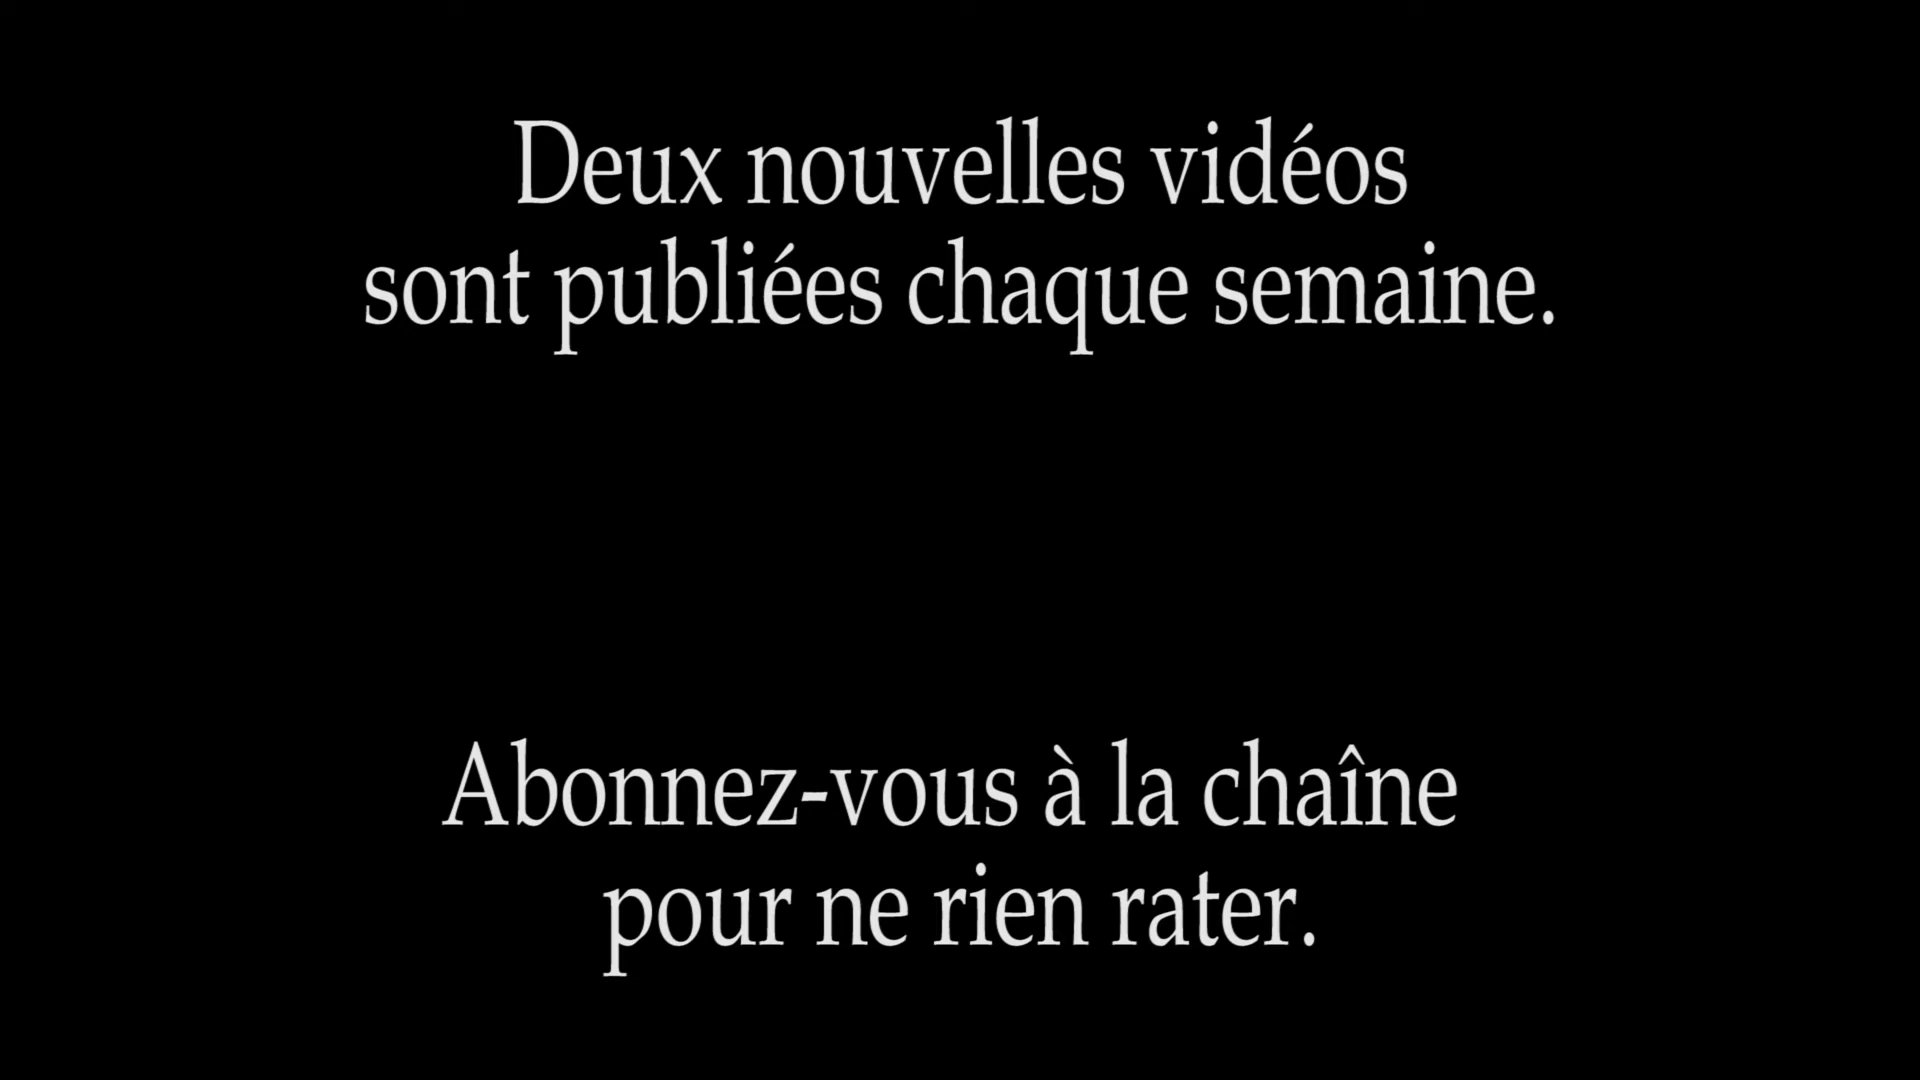 Deux nouvelles vidéos
sont publiées chaque semaine.
Abonnez-vous à la chaîne
pour ne rien rater.